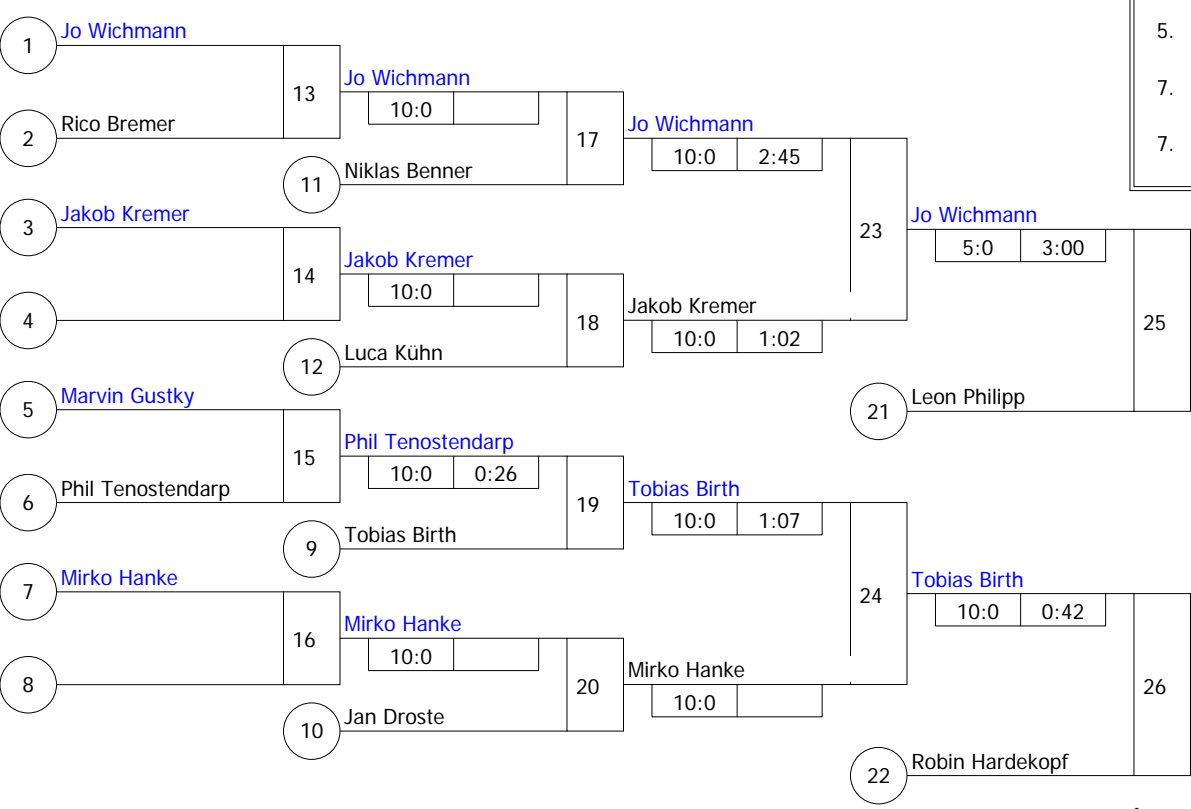 1
Jo Wichmann
2
Rico Bremer
13
Jo Wichmann
10:0
11
Niklas Benner
17
Jo Wichmann
10:0 2:45
3
Jakob Kremer
4
14
Jakob Kremer
10:0
12
Luca Kühn
18
Jakob Kremer
10:0 1:02
23
Jo Wichmann
5:0 3:00
21
Leon Philipp
25
5
Marvin Gustky
6
Phil Tenostendarp
15
Phil Tenostendarp
10:0 0:26
9
Tobias Birth
19
Tobias Birth
10:0 1:07
7
Mirko Hanke
8
16
Mirko Hanke
10:0
10
Jan Droste
20
Mirko Hanke
10:0
24
Tobias Birth
10:0 0:42
22
Robin Hardekopf
26
5.
7.
7.